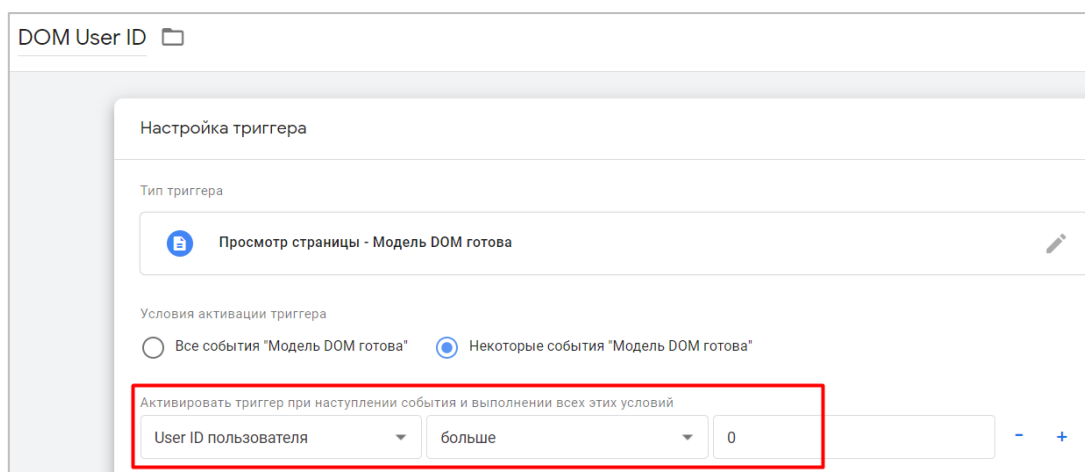 DOM User ID
Настройка триггера
Тип триггера
Просмотр страницы - Модель DOM готова
Условия активации триггера
Все события "Модель DOM готова" Некоторые события "Модель DOM готова"
Активировать триггер при наступлении события и выполнении всех этих условий
User ID пользователя больше 0 - +